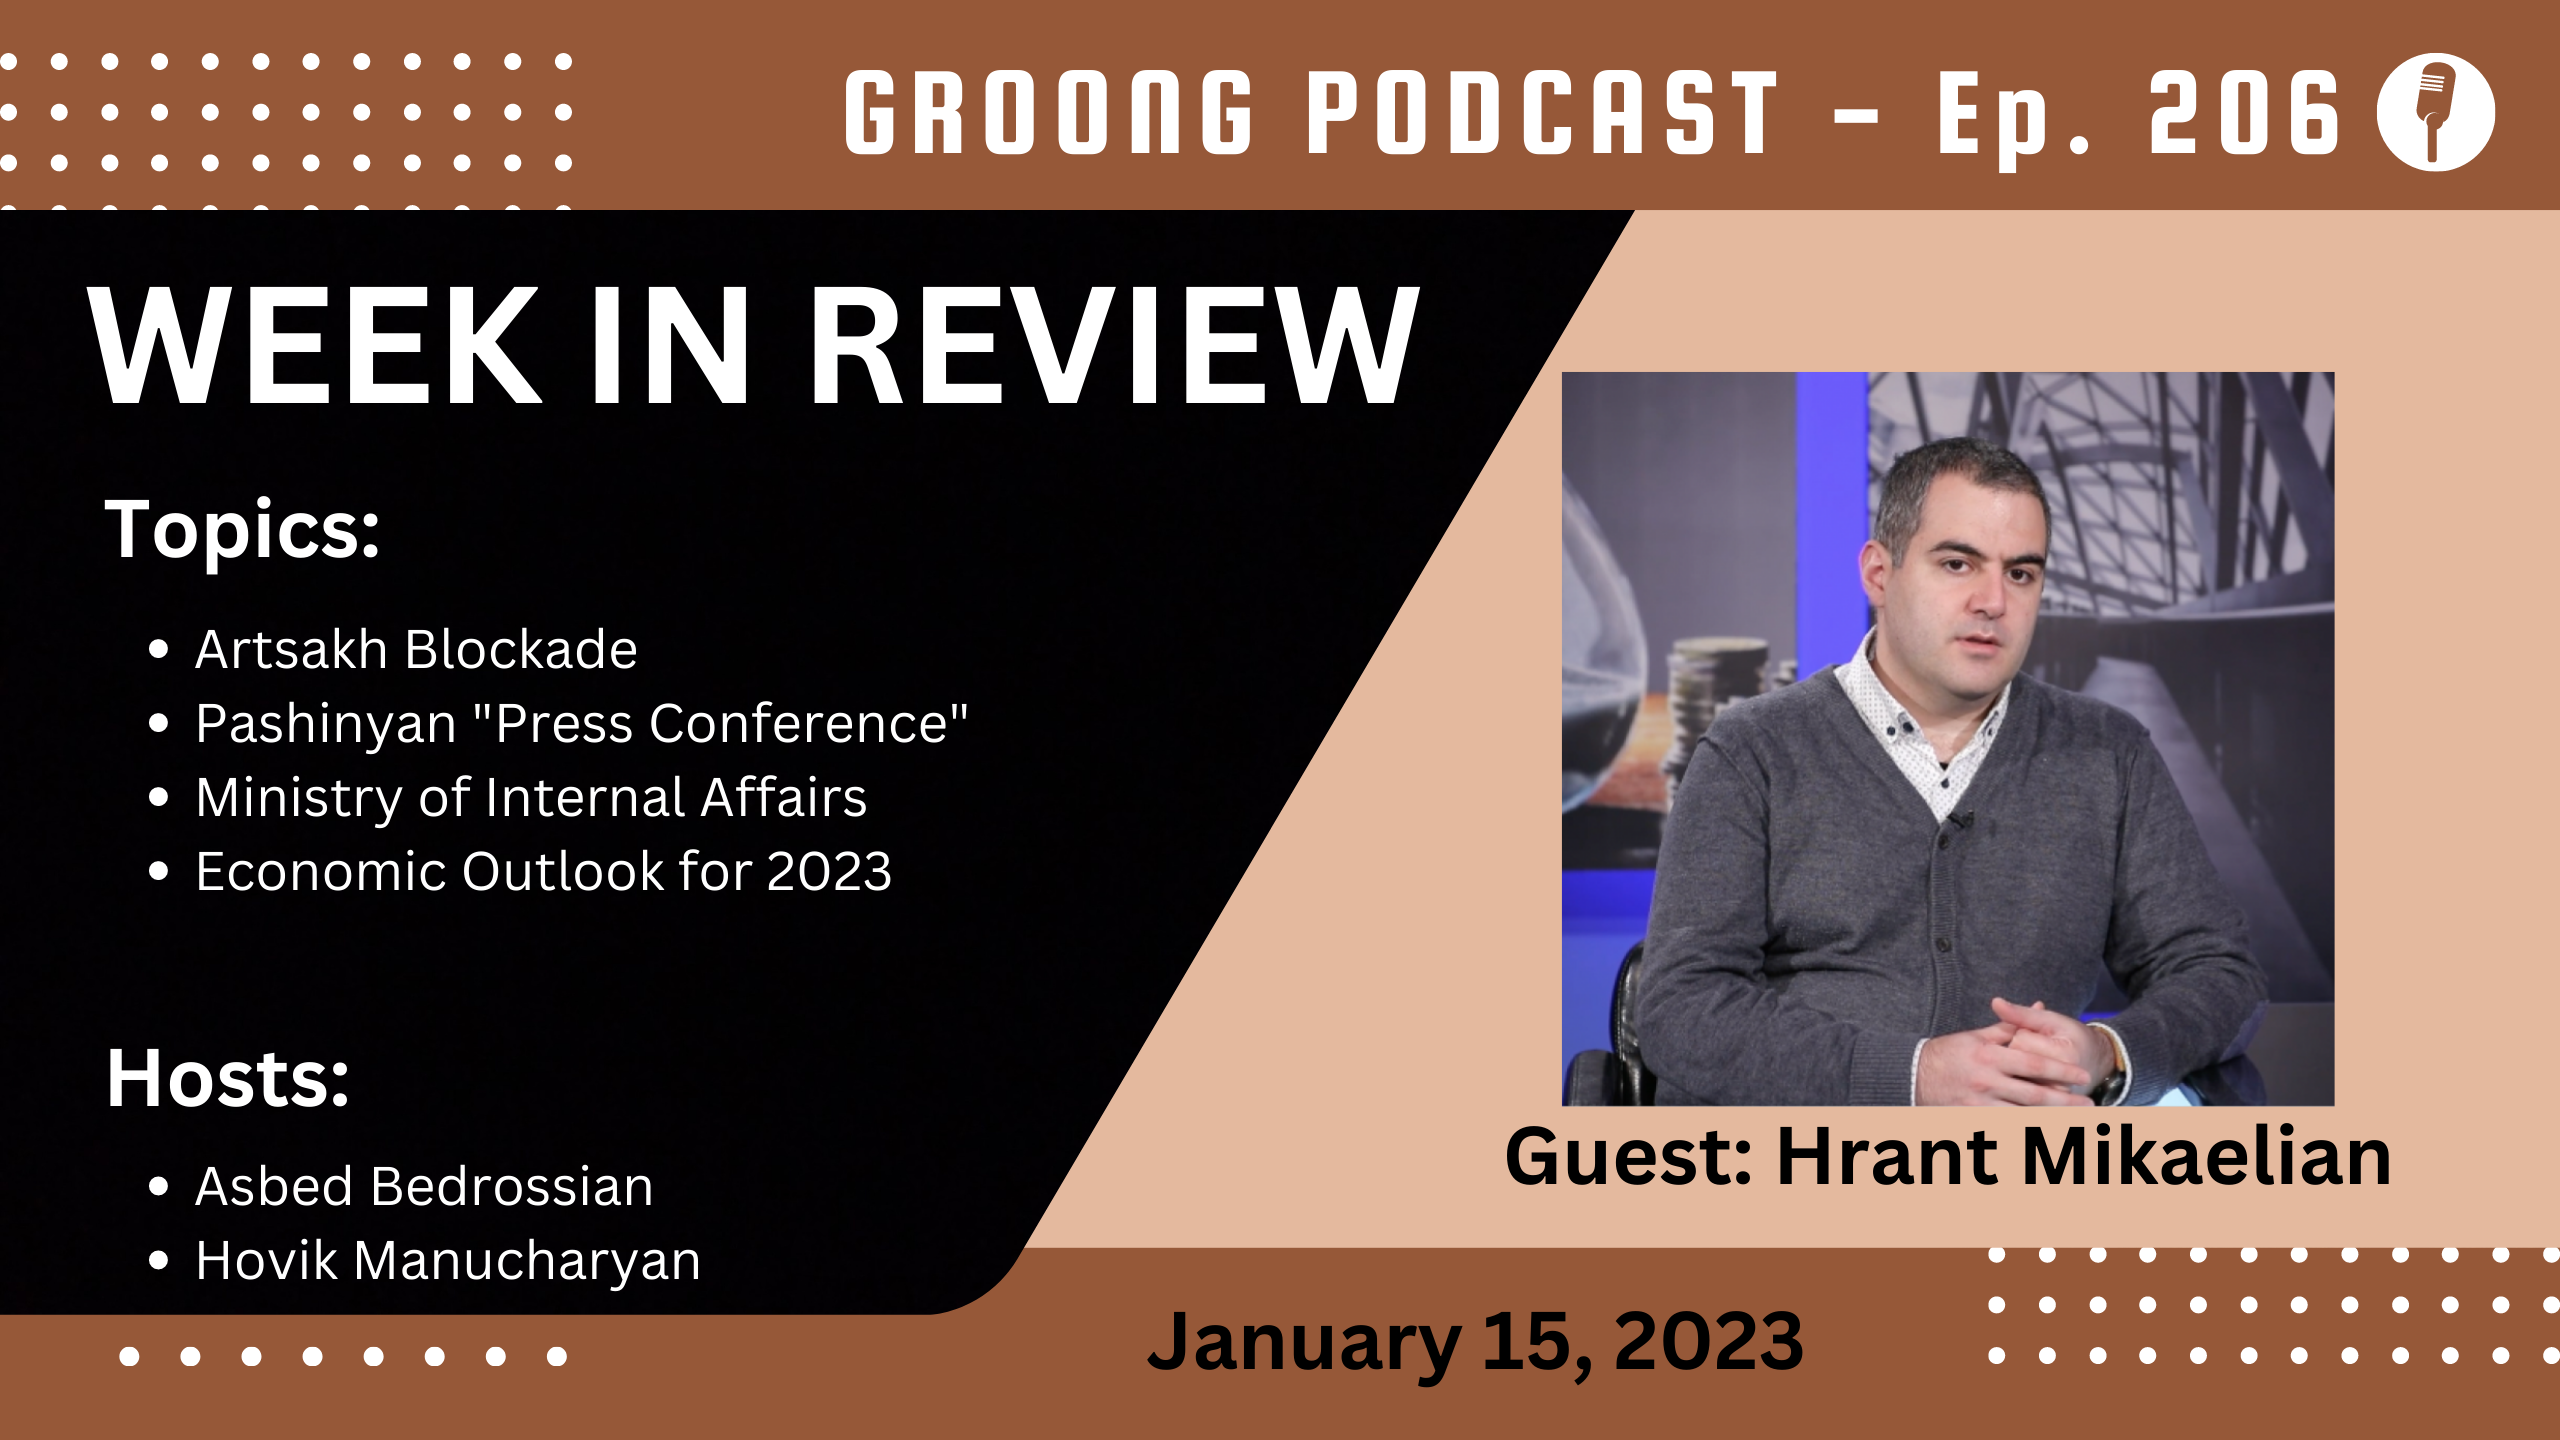 GROONG PODCAST - Ep. 206
WEEK IN REVIEW
Topics:
• Artsakh Blockade
• Pashinyan "Press Conference"
• Ministry of Internal Affairs
• Economic Outlook for 2023
Hosts:
• Asbed Bedrossian
• Hovik Manucharyan
Guest: Hrant Mikaelian
January 15, 2023